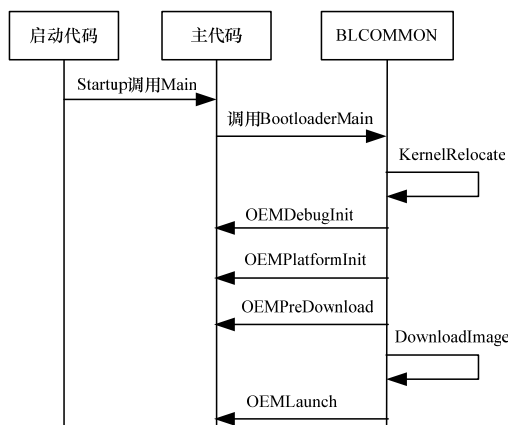 启动代码
主代码
BLCOMMON
Startup调用Main
调用BootloaderMain
KernelRelocate
OEMDebugInit
OEMPlatformInit
OEMPreDownload
DownloadImage
OEMLaunch